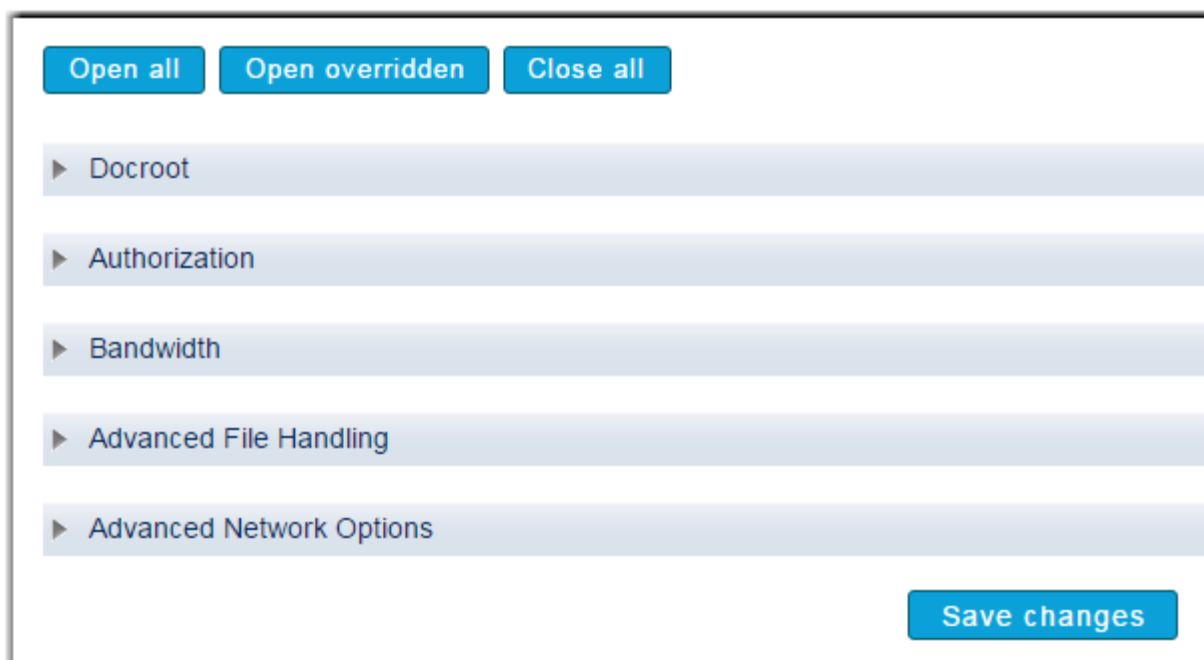 Open all Open overridden Close all
Docroot
Authorization
Bandwidth
Advanced File Handling
Advanced Network Options
Save changes